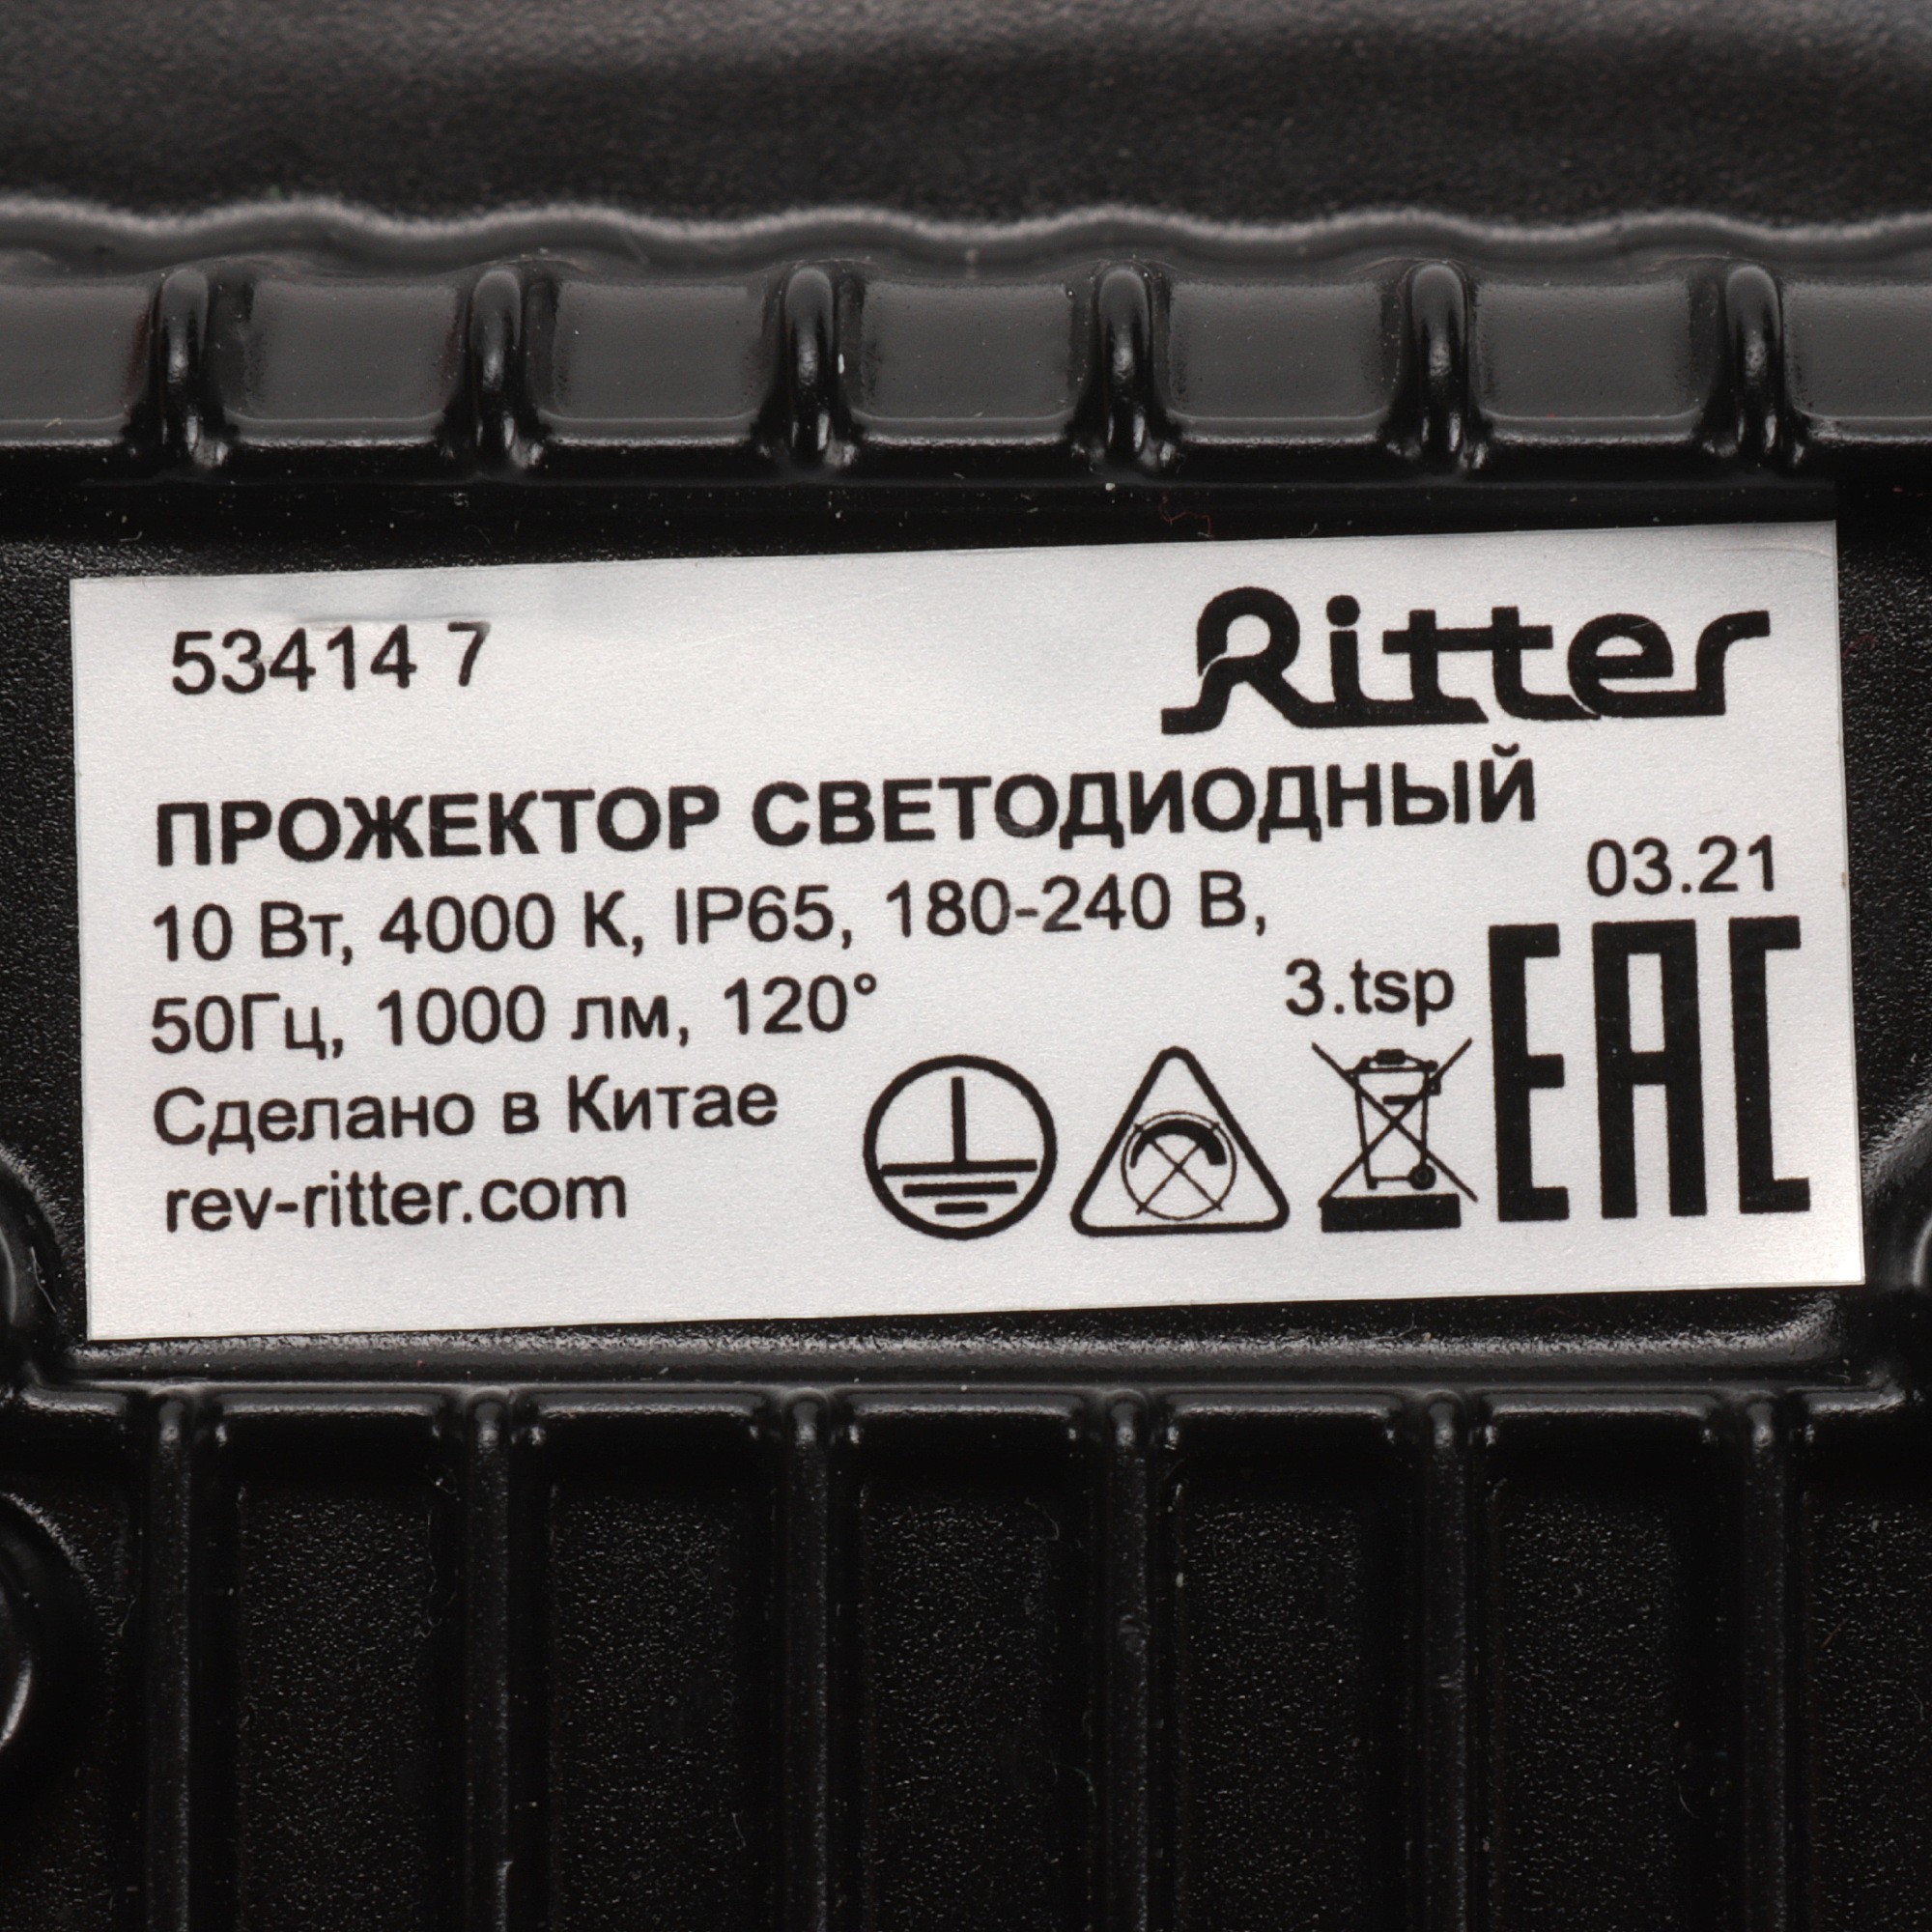 53414 7
Ritter
ПРОЖЕКТОР СВЕТОДИОДНЫЙ
03.21
10 Вт, 4000 К, IP65, 180-240 В,
50Гц, 1000 лм, 120°
3.tsp
EAC
Сделано в Китае
rev-ritter.com